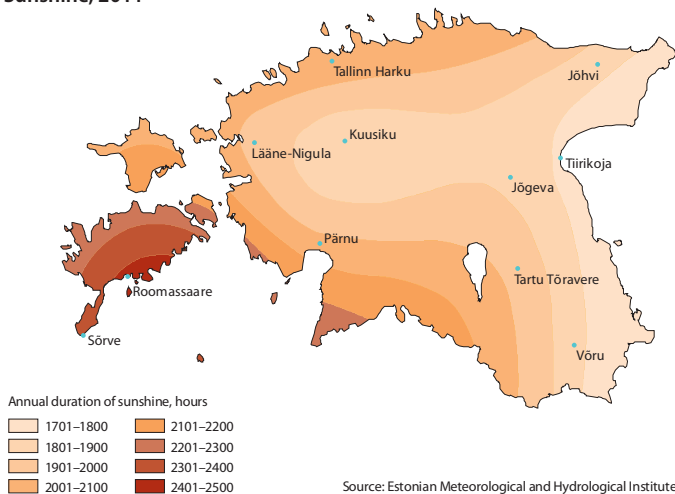 Tallinn Harku
Jõhvi
Kuusiku
Lääne-Nigula
Tiirikoja
Jõgeva
Pärnu
Tartu Tõravere
Roomassaare
Sõrve
Võru
Annual duration of sunshine, hours
1701–1800 2101–2200
1801–1900 2201–2300
1901–2000 2301–2400
2001–2100 2401–2500
Source: Estonian Meteorological and Hydrological Institute